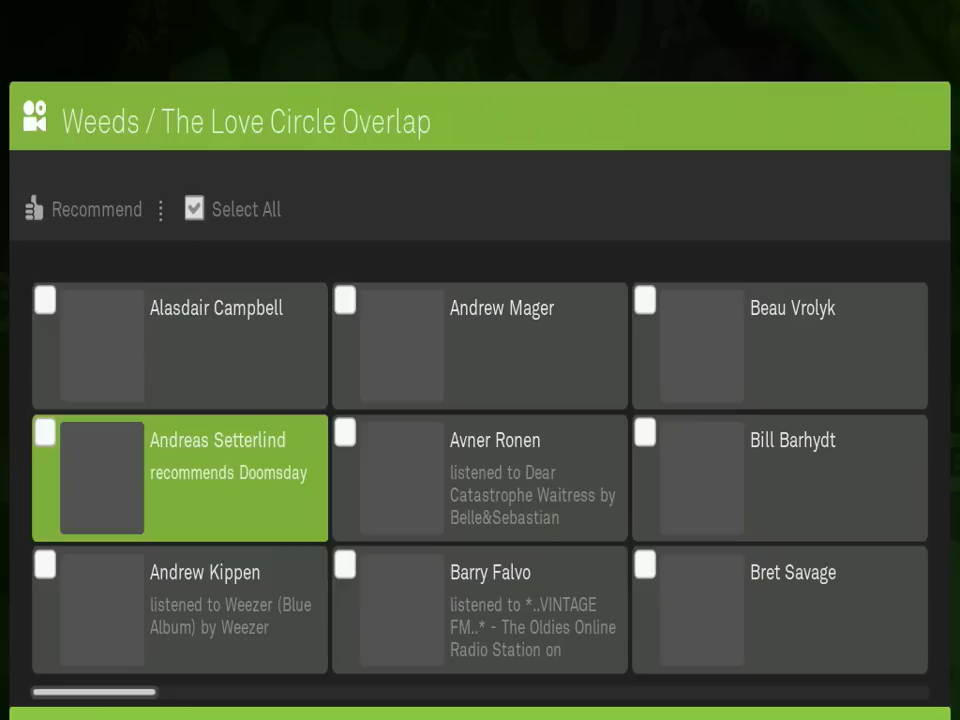 Weeds / The Love Circle Overlap
Recommend
Select All
Alasdair Campbell
Andrew Mager
Beau Vrolyk
Andreas Setterlind
recommends Doomsday
Avner Ronen
listened to Dear
Catastrophe Waitress by
Belle&Sebastian
Bill Barhydt
Andrew Kippen
listened to Weezer (Blue
Album) by Weezer
Barry Falvo
listened to *..VINTAGE
FM..* - The Oldies Online
Radio Station on
Bret Savage